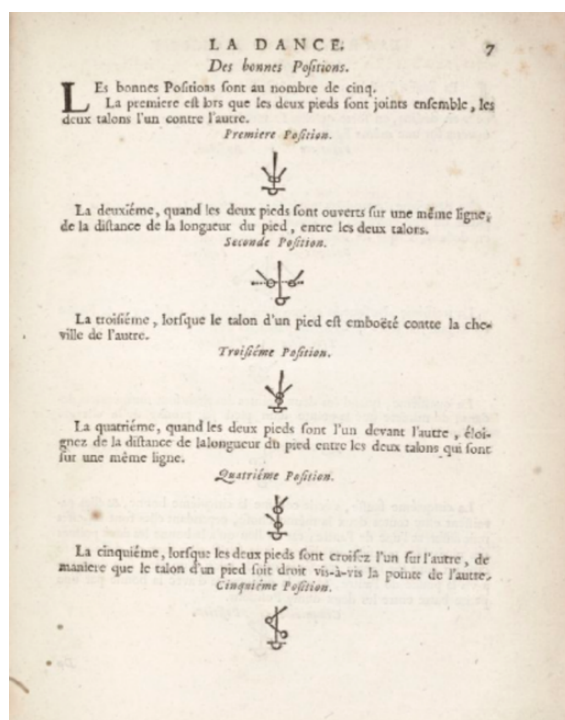 LA DANCE.
7
Des bonnes Poſitions.
LEs bonnes Poſitions ſont au nombre de cinq.
La premiere eſt lors que les deux pieds ſont joints enſemble, les
deux talons l'un contre l'autre.
Premiere Poſition.
La deuxiéme, quand les deux pieds ſont ouverts ſur une même ligne,
de la diſtance de la longueur du pied, entre les deux talons.
Seconde Poſition.
La troiſiéme, lorſque le talon d'un pied eſt emboëté contre la che-
ville de l'autre.
Troiſiéme Poſition.
La quatriéme, quand les deux pieds ſont l'un devant l'autre, éloi-
gnez de la diſtance de lalongueur du pied entre les deux talons qui ſont
ſur une même ligne.
Quatriéme Poſition.
La cinquiéme, lorſque les deux pieds ſont croiſez l'un ſur l'autre, de
maniere que le talon d'un pied ſoit droit vis-à-vis la pointe de l'autre.
Cinquiéme Poſition.